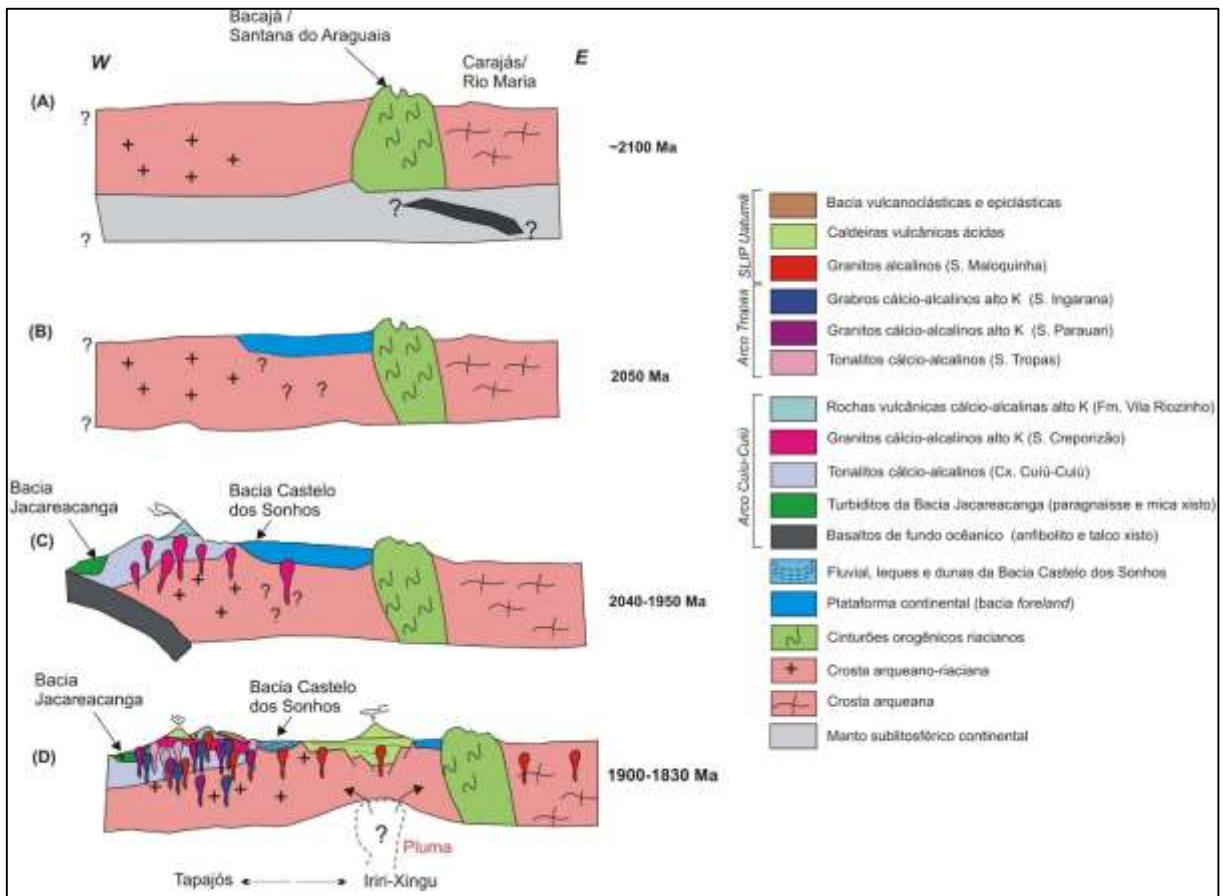 Bacajá /
Santana do Araguaia
W
E
Carajás/
Rio Maria
(A)
?
?
?
?
~2100 Ma
(B)
?
?
?
?
?
2050 Ma
Bacia
Jacareacanga
Bacia Castelo
dos Sonhos
(C)
?
?
?
2040-1950 Ma
Bacia
Jacareacanga
Bacia Castelo
dos Sonhos
(D)
?
Pluma
1900-1830 Ma
Tapajós
Iriri-Xingu
SLIP Uatumã
Bacia vulcanoclásticas e epiclásticas
Caldeiras vulcânicas ácidas
Granitos alcalinos (S. Maloquinha)
Arco Tropas
Grabros cálcio-alcalinos alto K (S. Ingarana)
Granitos cálcio-alcalinos alto K (S. Parauari)
Tonalitos cálcio-alcalinos (S. Tropas)
Arco Cuiú-Cuiú
Rochas vulcânicas cálcio-alcalinas alto K (Fm. Vila Riozinho)
Granitos cálcio-alcalinos alto K (S. Creporizão)
Tonalitos cálcio-alcalinos (Cx. Cuiú-Cuiú)
Turbiditos da Bacia Jacareacanga (paragnaisse e mica xisto)
Basaltos de fundo oceânico (anfibolito e talco xisto)
Fluvial, leques e dunas da Bacia Castelo dos Sonhos
Plataforma continental (bacia foreland)
Cinturões orogênicos riacianos
Crosta arqueano-riaciana
Crosta arqueana
Manto sublitosférico continental